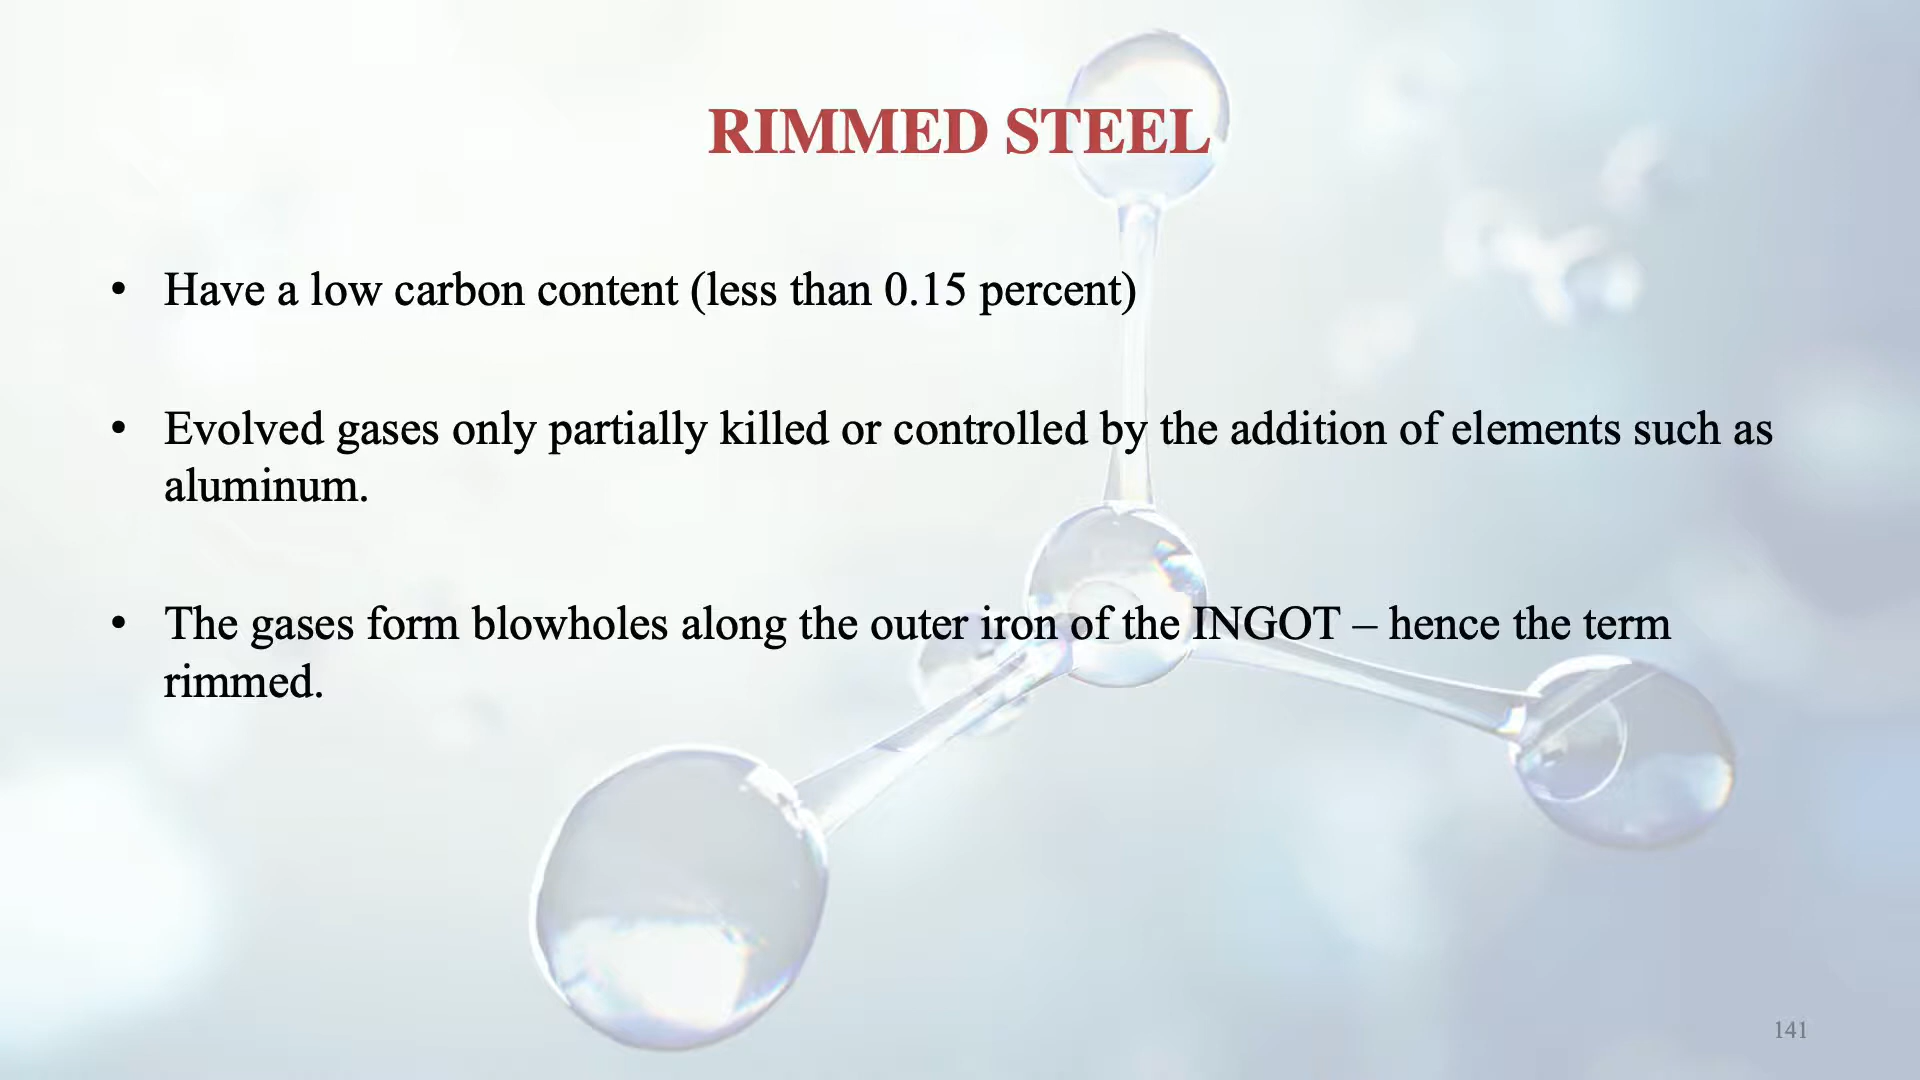 RIMMED STEEL
• Have a low carbon content (less than 0.15 percent)
• Evolved gases only partially killed or controlled by the addition of elements such as
aluminum.
• The gases form blowholes along the outer iron of the INGOT – hence the term
rimmed.
141